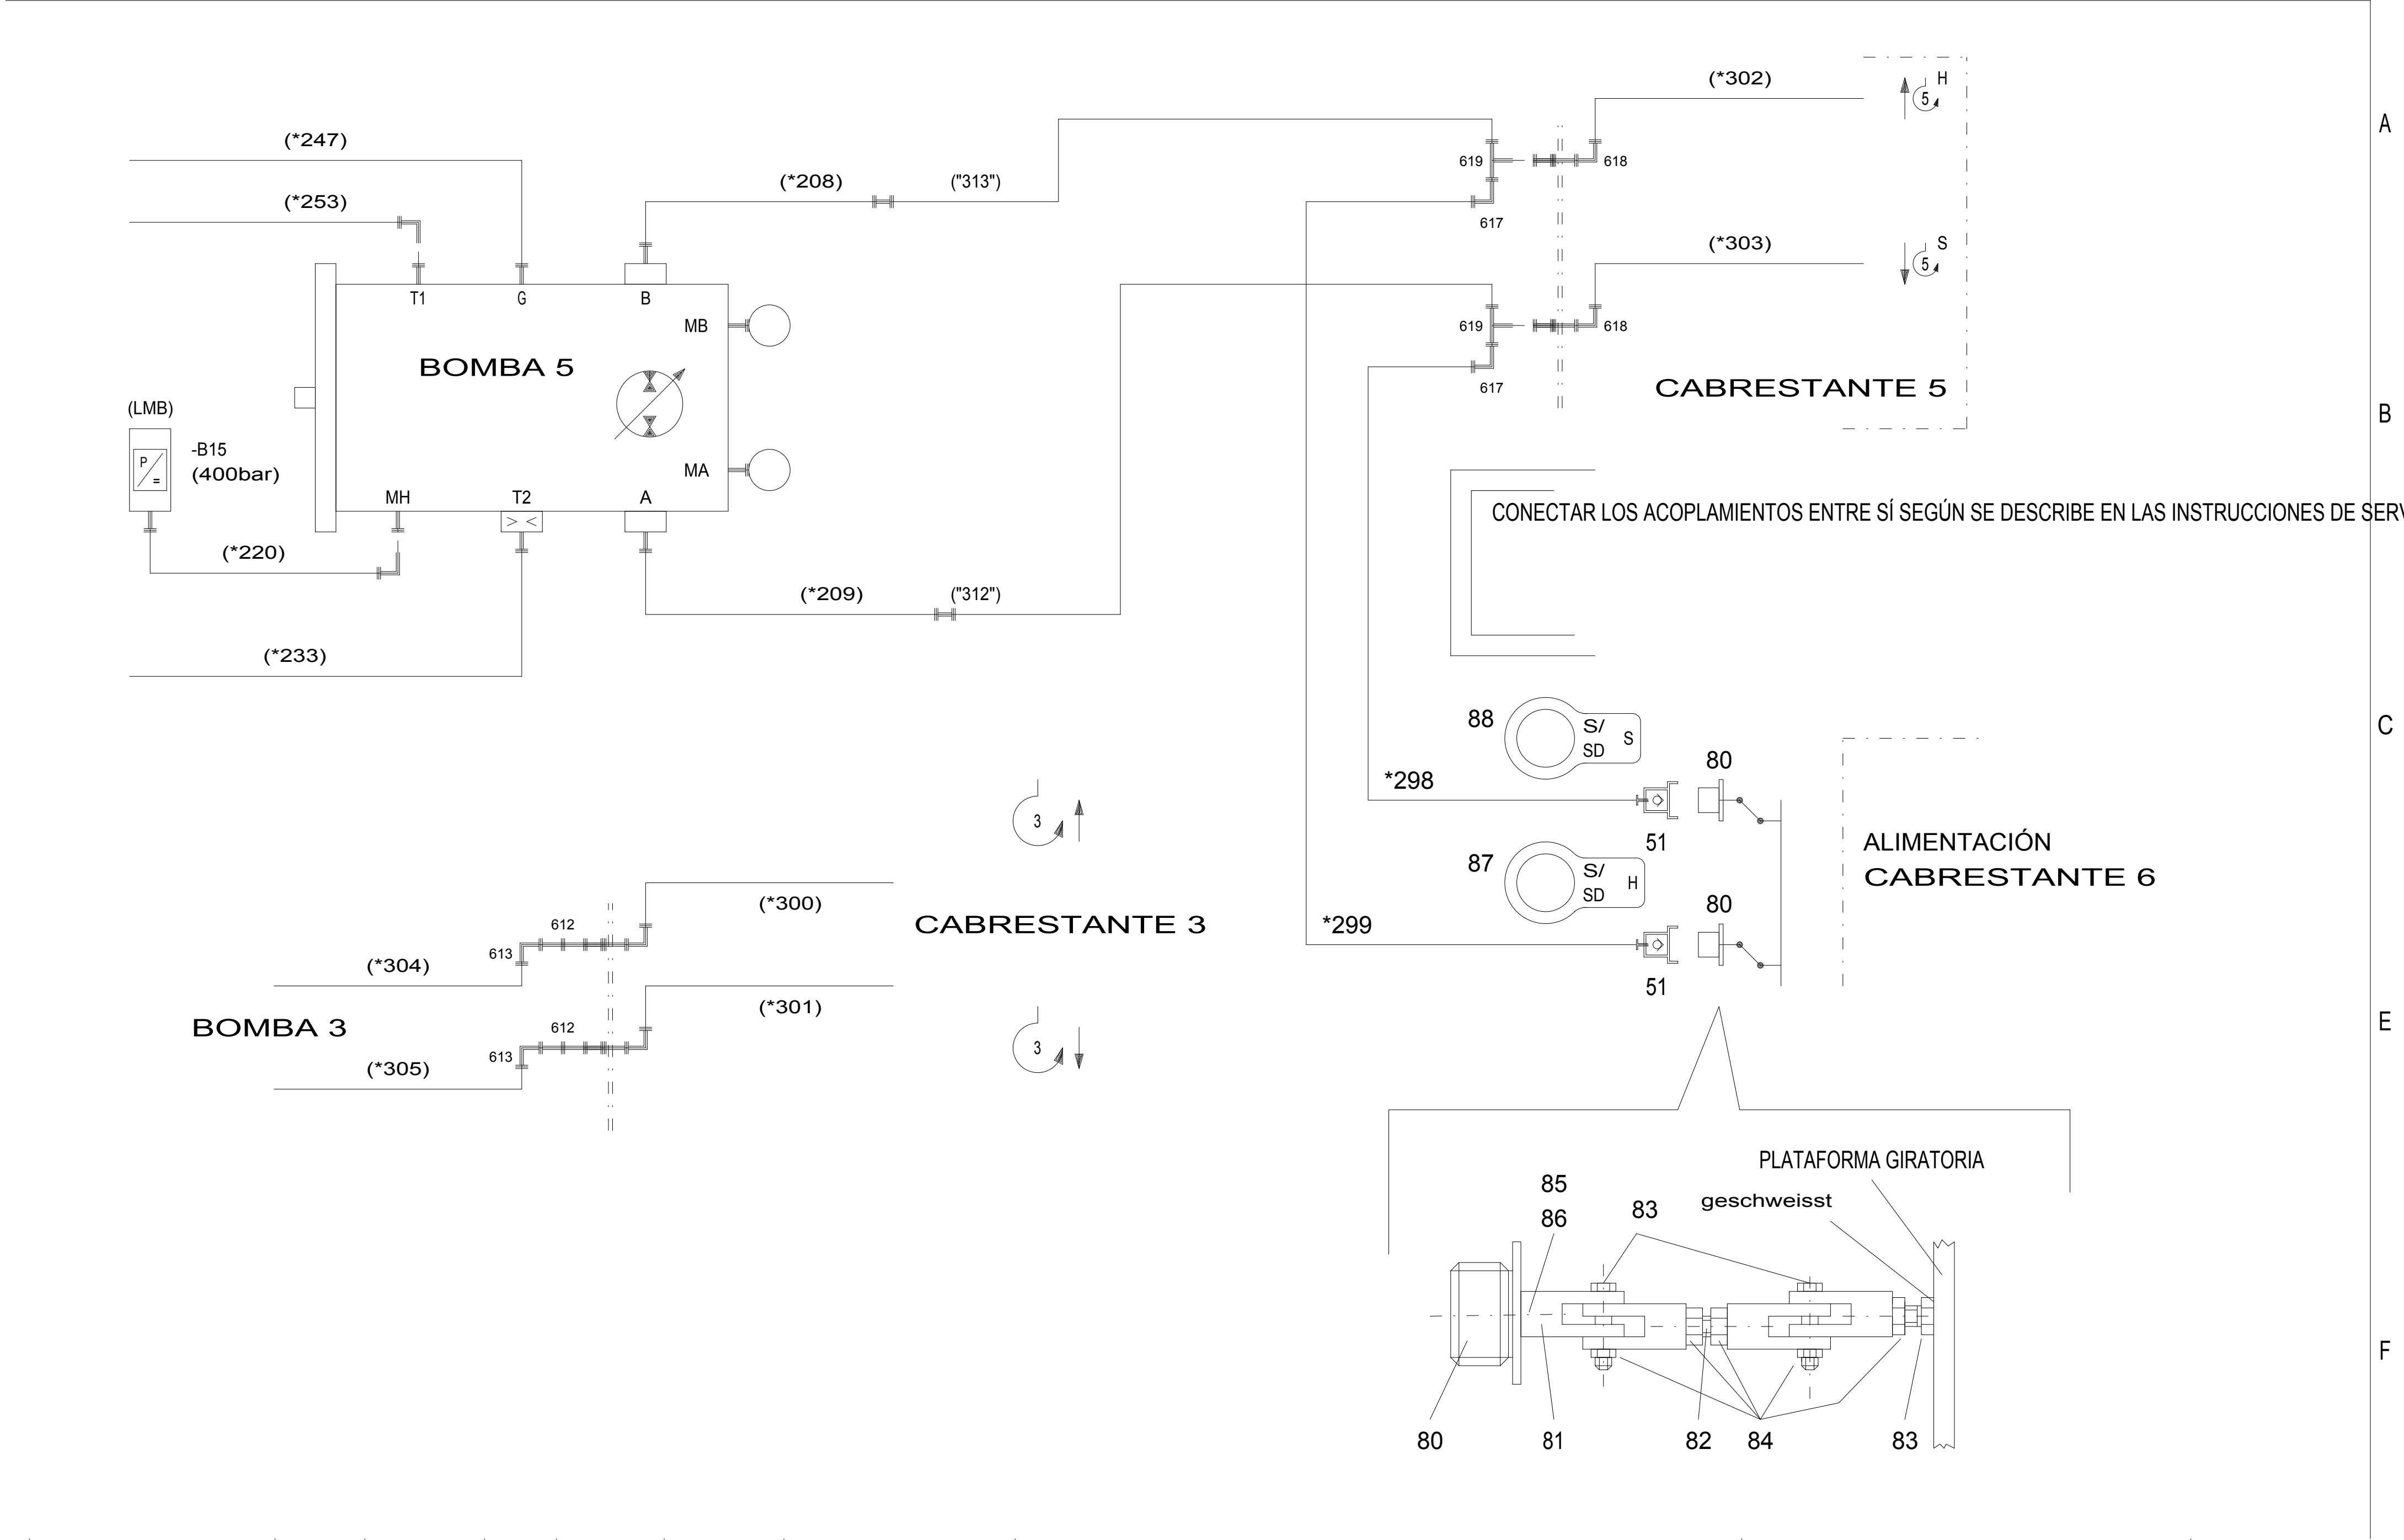 (*302)
H
5
A
(*247)
619
618
(*208)
("313")
(*253)
617
(*303)
S
5
T1
G
B
MB
619
618
BOMBA 5
617
CABRESTANTE 5
(LMB)
B
-B15
P
=
(400bar)
MA
MH
T2
A
> <
CONECTAR LOS ACOPLAMIENTOS ENTRE SÍ SEGÚN SE DESCRIBE EN LAS INSTRUCCIONES DE SERV
(*220)
(*209)
("312")
(*233)
88
S/
SD
S
C
80
*298
3
51
ALIMENTACIÓN
87
S/
SD
H
CABRESTANTE 6
(*300)
80
612
CABRESTANTE 3
*299
613
(*304)
51
(*301)
BOMBA 3
612
E
613
3
(*305)
PLATAFORMA GIRATORIA
85
geschweisst
86
83
F
80
81
82
84
83